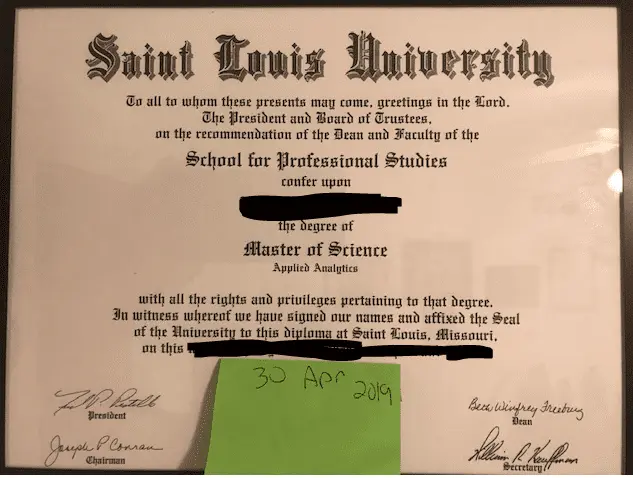 Saint Louis University
To all to whom these presents may come, greetings in the Lord.
The President and Board of Trustees,
on the recommendation of the Dean and Faculty of the
School for Professional Studies
confer upon
the degree of
Master of Science
Applied Analytics
with all the rights and privileges pertaining to that degree.
In witness whereof we have signed our names and affixed the Seal
of the University to this diploma at Saint Louis, Missouri,
on this
30 Apr 2019
President
Joseph P Conran
Chairman
Dean
William R. Kauffman
Secretary